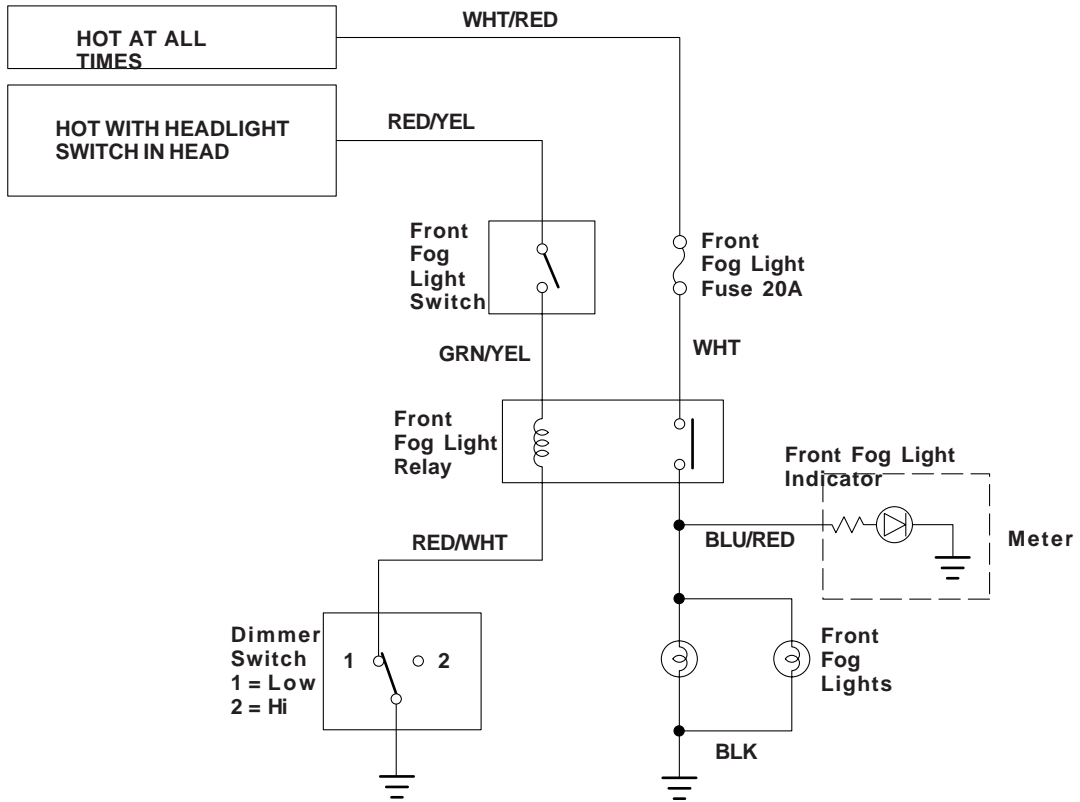 WHT/RED
HOT AT ALL
TIMES
RED/YEL
HOT WITH HEADLIGHT
SWITCH IN HEAD
Front
Fog
Light
Switch
Front
Fog Light
Fuse 20A
GRN/YEL
WHT
Front
Fog Light
Relay
Front Fog Light
Indicator
RED/WHT
BLU/RED
Meter
Dimmer
Switch
1 = Low
2 = Hi
1
2
Front
Fog
Lights
BLK